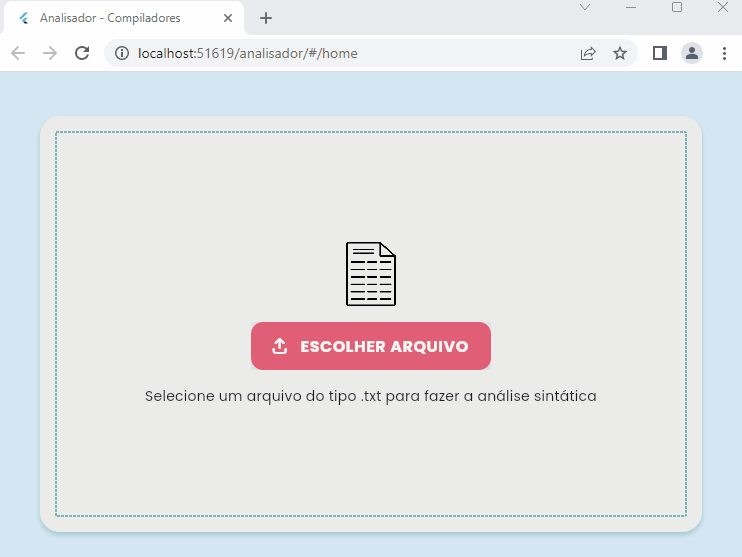 Analisador - Compiladores
localhost:51619/analisador/#/home
ESCOLHER ARQUIVO
Selecione um arquivo do tipo .txt para fazer a análise sintática